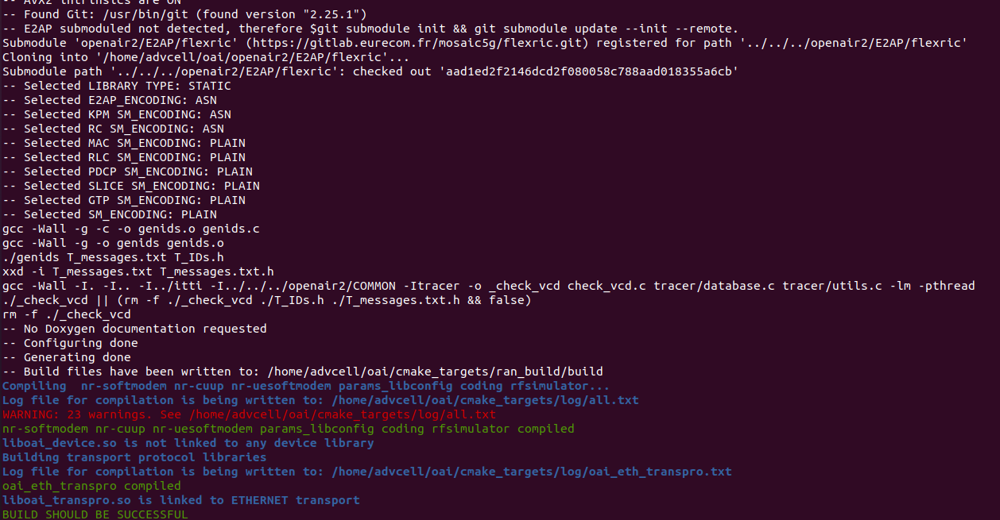 -- AVX2 intrinsics are ON
-- Found Git: /usr/bin/git (found version "2.25.1")
-- E2AP submoduled not detected, therefore $git submodule init && git submodule update --init --remote.
Submodule 'openair2/E2AP/flexric' (https://gitlab.eurecom.fr/mosaic5g/flexric.git) registered for path '../../../openair2/E2AP/flexric'
Cloning into '/home/advcell/oai/openair2/E2AP/flexric'...
Submodule path '../../../openair2/E2AP/flexric': checked out 'aad1ed2f2146dcd2f080058c788aad018355a6cb'
-- Selected LIBRARY TYPE: STATIC
-- Selected E2AP_ENCODING: ASN
-- Selected KPM SM_ENCODING: ASN
-- Selected RC SM_ENCODING: ASN
-- Selected MAC SM_ENCODING: PLAIN
-- Selected RLC SM_ENCODING: PLAIN
-- Selected PDCP SM_ENCODING: PLAIN
-- Selected SLICE SM_ENCODING: PLAIN
-- Selected GTP SM_ENCODING: PLAIN
-- Selected SM_ENCODING: PLAIN
gcc -Wall -g -c -o genids.o genids.c
gcc -Wall -g -o genids genids.o
./genids T_messages.txt T_IDs.h
xxd -i T_messages.txt T_messages.txt.h
gcc -Wall -I. -I.. -I../itti -I../../../openair2/COMMON -Itracer -o _check_vcd check_vcd.c tracer/database.c tracer/utils.c -lm -pthread
./_check_vcd || (rm -f ./_check_vcd ./T_IDs.h ./T_messages.txt.h && false)
rm -f ./_check_vcd
-- No Doxygen documentation requested
-- Configuring done
-- Generating done
-- Build files have been written to: /home/advcell/oai/cmake_targets/ran_build/build
Compiling  nr-softmodem nr-cuup nr-uesoftmodem params_libconfig coding rfsimulator...
Log file for compilation is being written to: /home/advcell/oai/cmake_targets/log/all.txt
WARNING: 23 warnings. See /home/advcell/oai/cmake_targets/log/all.txt
nr-softmodem nr-cuup nr-uesoftmodem params_libconfig coding rfsimulator compiled
liboai_device.so is not linked to any device library
Building transport protocol libraries
Log file for compilation is being written to: /home/advcell/oai/cmake_targets/log/oai_eth_transpro.txt
oai_eth_transpro compiled
liboai_transpro.so is linked to ETHERNET transport
BUILD SHOULD BE SUCCESSFUL